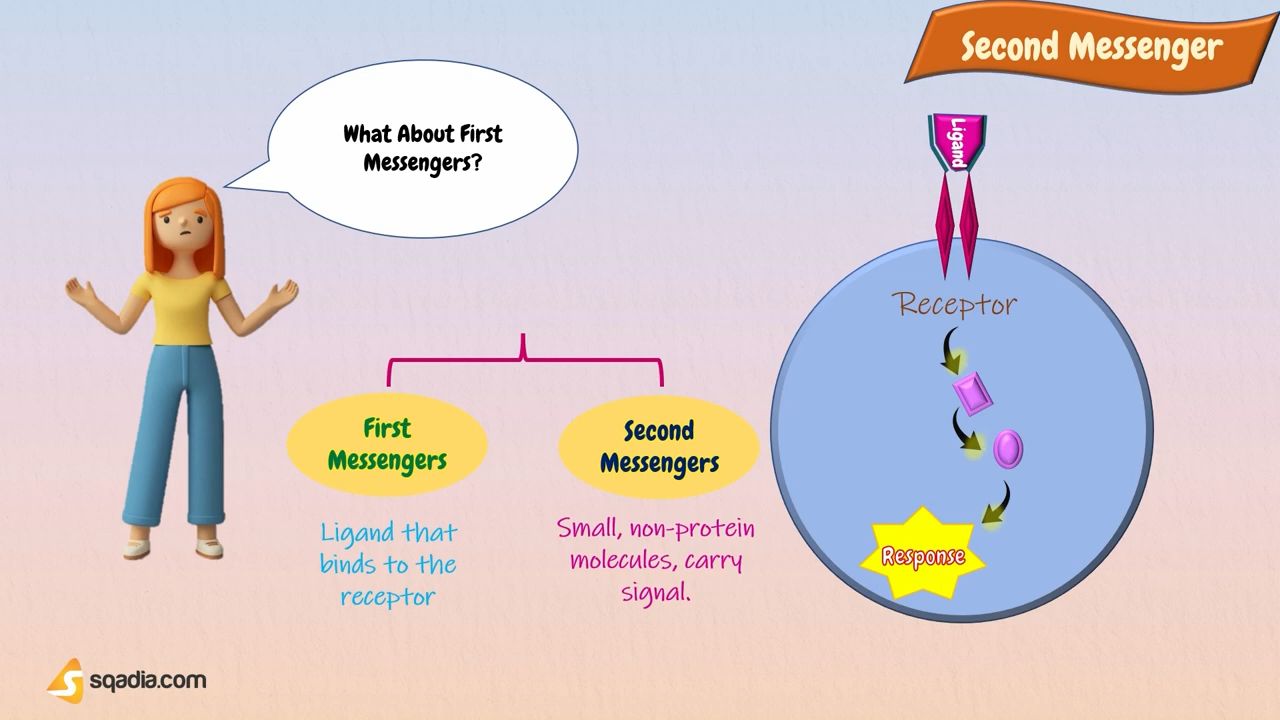 Second Messenger
What About First
Messengers?
Ligand
Receptor
First
Messengers
Second
Messengers
Ligand that
binds to the
receptor
Small, non-protein
molecules, carry
signal.
Response
sqadia.com